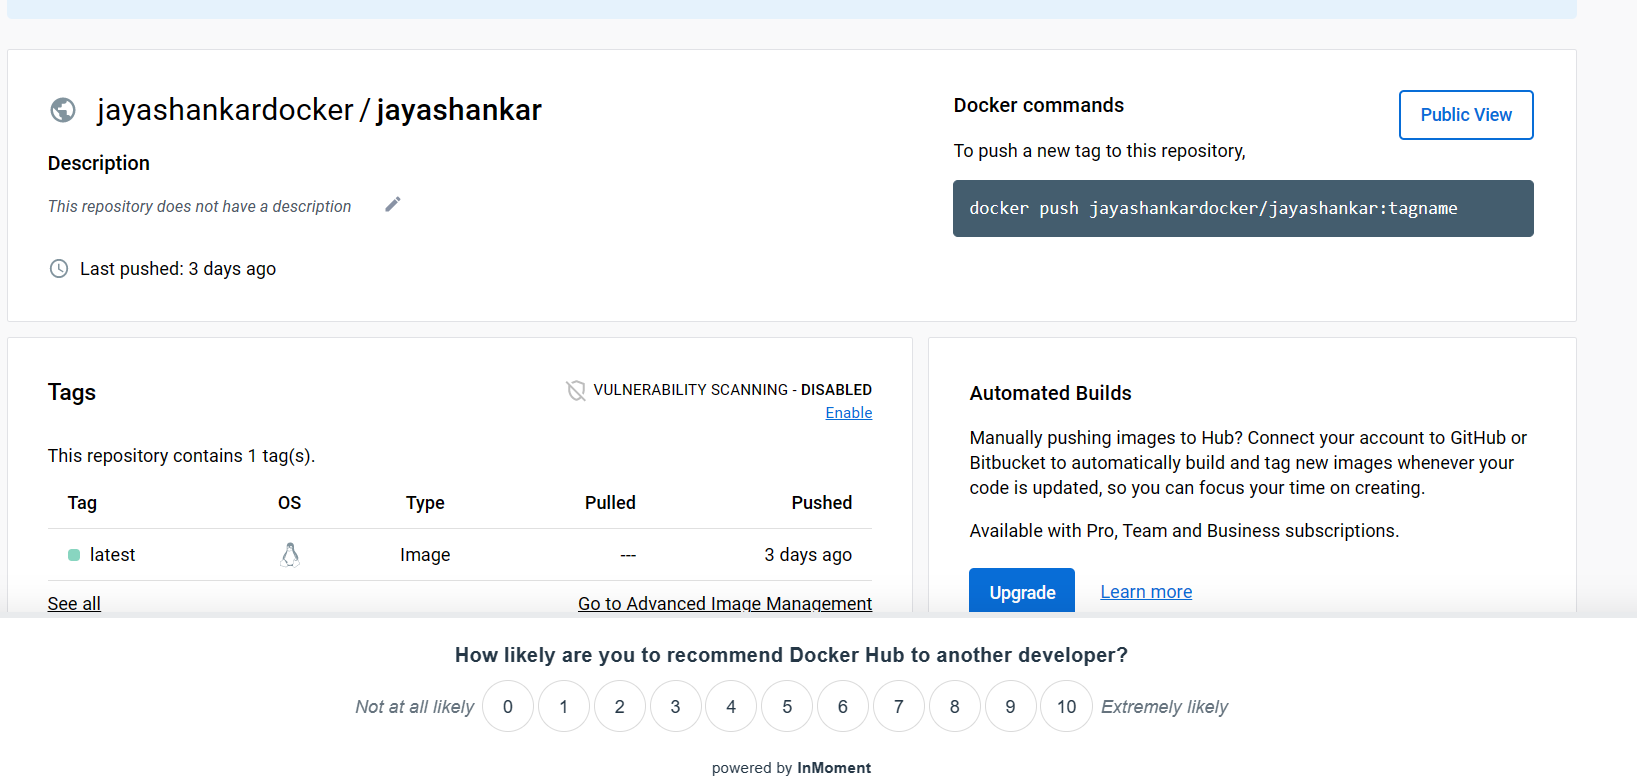 jayashankardocker / jayashankar
Description
This repository does not have a description
Last pushed: 3 days ago
Docker commands
Public View
To push a new tag to this repository,
docker push jayashankardocker/jayashankar:tagname
Tags
VULNERABILITY SCANNING - DISABLED
Enable
This repository contains 1 tag(s).
Tag OS Type Pulled Pushed
latest Image --- 3 days ago
See all Go to Advanced Image Management
Automated Builds
Manually pushing images to Hub? Connect your account to GitHub or
Bitbucket to automatically build and tag new images whenever your
code is updated, so you can focus your time on creating.
Available with Pro, Team and Business subscriptions.
Upgrade Learn more
How likely are you to recommend Docker Hub to another developer?
Not at all likely 0 1 2 3 4 5 6 7 8 9 10 Extremely likely
powered by InMoment